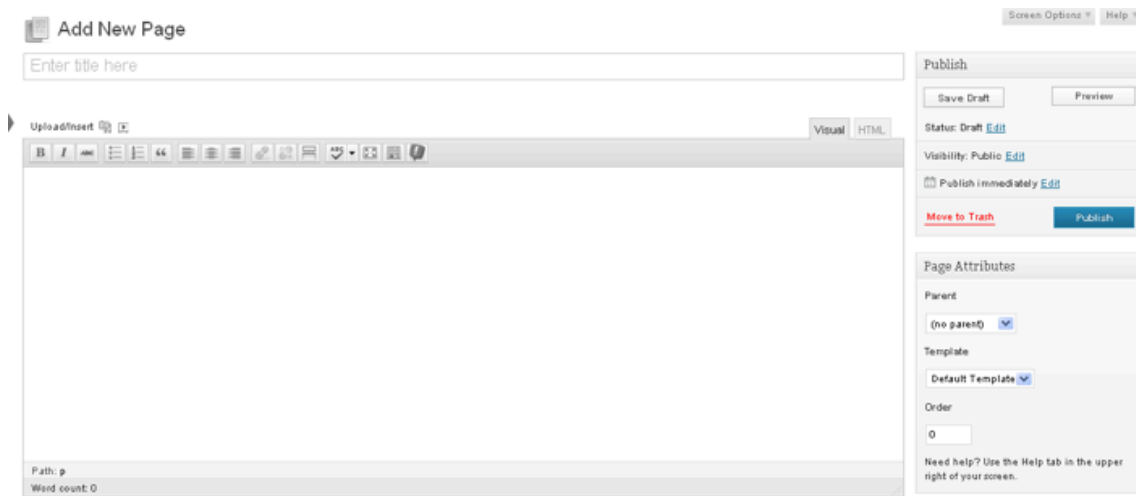 Screen Options Help
Add New Page
Enter title here
Upload/Insert
Visual HTML
B I ABC
ABC
Path: p
Word count: 0
Publish
Save Draft Preview
Status: Draft Edit
Visibility: Public Edit
Publish immediately Edit
Move to Trash Publish
Page Attributes
Parent
(no parent)
Template
Default Template
Order
0
Need help? Use the Help tab in the upper
right of your screen.